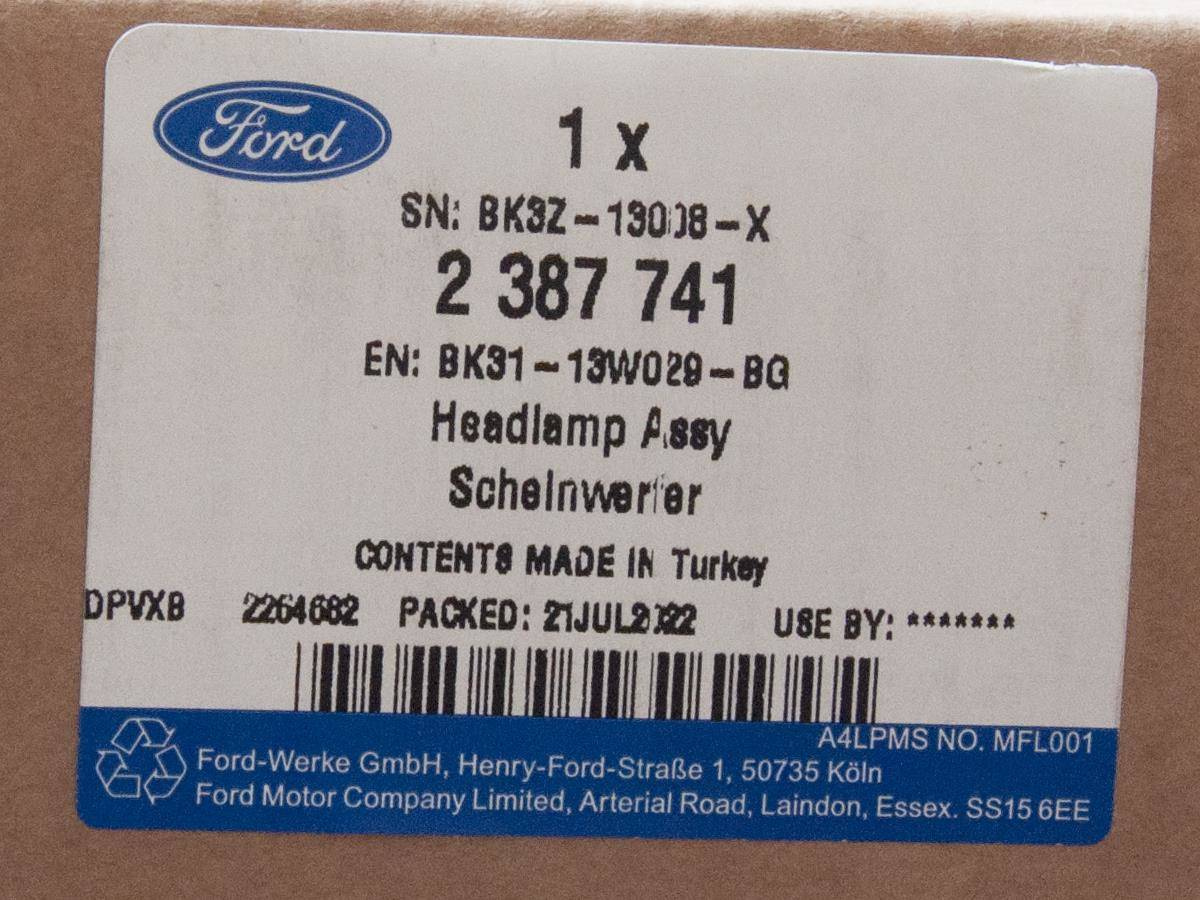 Ford
1 x
SN: BK3Z-13008-X
2 387 741
EN: BK31-13W029-BG
Headlamp Assy
Scheinwerfer
CONTENTS MADE IN Turkey
DPVXB 2264682 PACKED: 21JUL2022 USE BY: *******
A4LPMS NO. MFL001
Ford-Werke GmbH, Henry-Ford-Straße 1, 50735 Köln
Ford Motor Company Limited, Arterial Road, Laindon, Essex. SS15 6EE